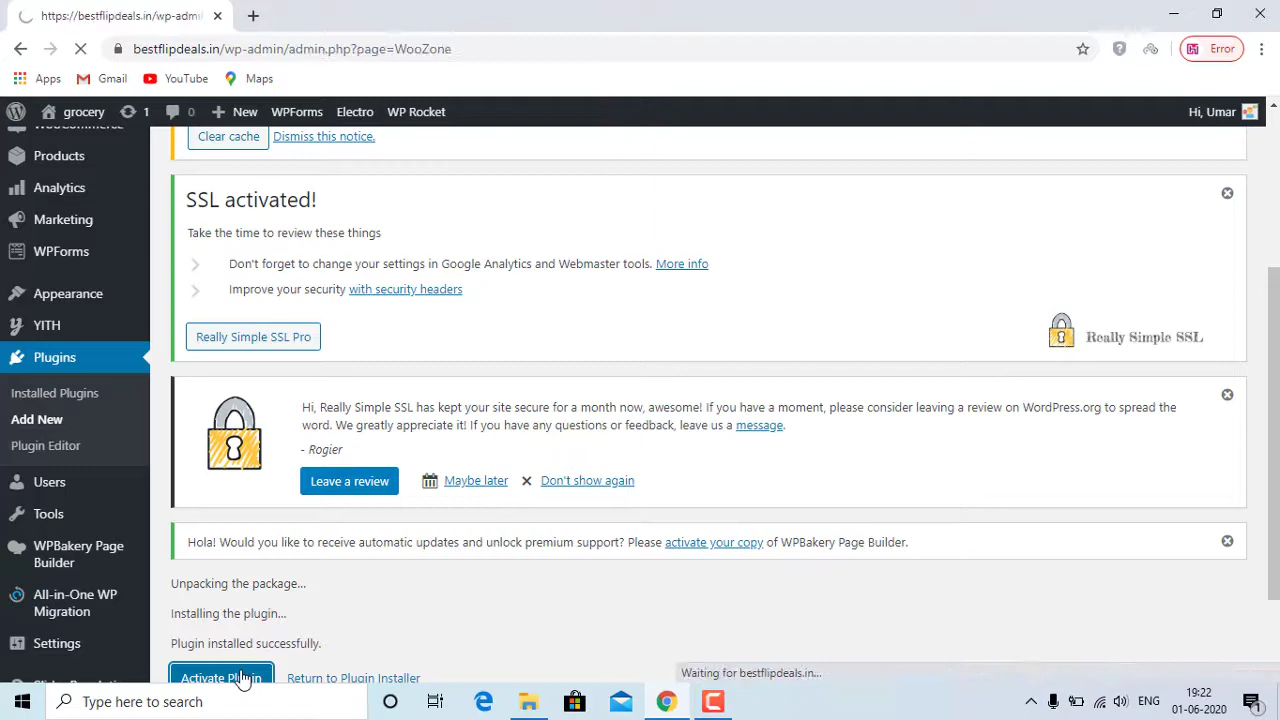 https://bestflipdeals.in/wp-adm
bestflipdeals.in/wp-admin/admin.php?page=WooZone
Error
Apps
Gmail
YouTube
Maps
grocery
1
0
New
WPForms
Electro
WP Rocket
Hi, Umar
WooCommerce
Products
Analytics
Marketing
WPForms
Appearance
YITH
Plugins
Installed Plugins
Add New
Plugin Editor
Users
Tools
WPBakery Page
Builder
All-in-One WP
Migration
Settings
Clear cache
Dismiss this notice.
SSL activated!
Take the time to review these things
Don't forget to change your settings in Google Analytics and Webmaster tools. More info
Improve your security with security headers
Really Simple SSL Pro
Really Simple SSL
Hi, Really Simple SSL has kept your site secure for a month now, awesome! If you have a moment, please consider leaving a review on WordPress.org to spread the
word. We greatly appreciate it! If you have any questions or feedback, leave us a message.
- Rogier
Leave a review
Maybe later
Don't show again
Hola! Would you like to receive automatic updates and unlock premium support? Please activate your copy of WPBakery Page Builder.
Unpacking the package...
Installing the plugin...
Plugin installed successfully.
Activate Plugin
Return to Plugin Installer
Waiting for bestflipdeals.in...
Type here to search
ENG
19:22
01-06-2020
1